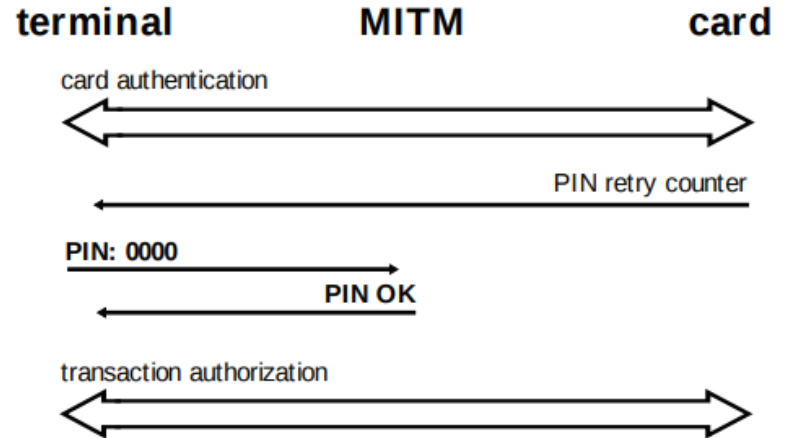 terminal MITM card
card authentication
PIN retry counter
PIN: 0000
PIN OK
transaction authorization